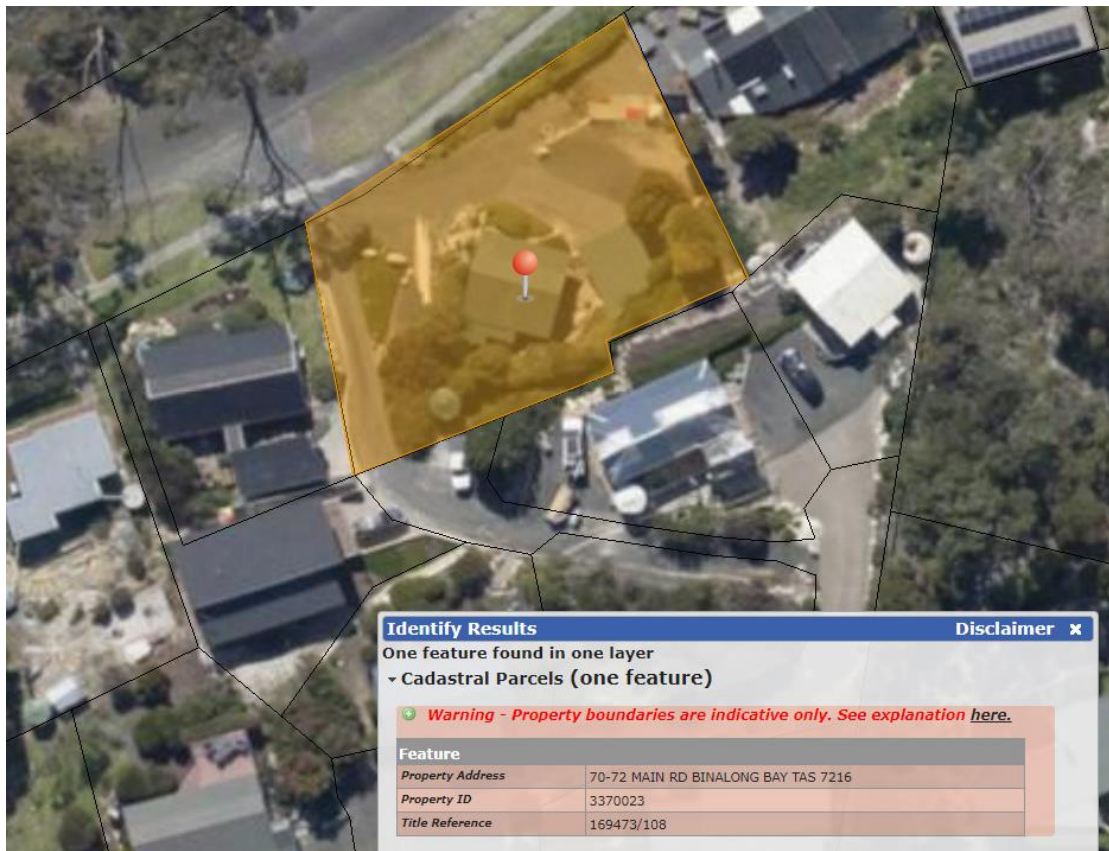 Identify Results Disclaimer x
One feature found in one layer
Cadastral Parcels (one feature)
Warning - Property boundaries are indicative only. See explanation here.
Feature
Property Address 70-72 MAIN RD BINALONG BAY TAS 7216
Property ID 3370023
Title Reference 169473/108